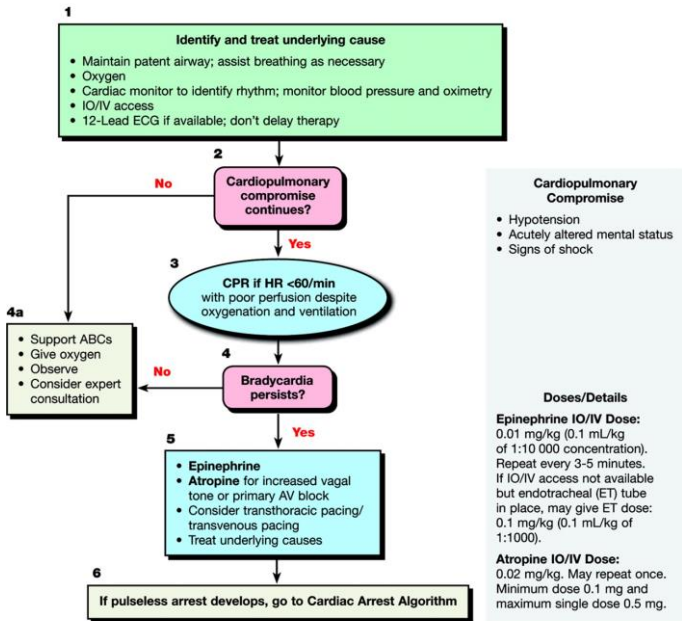 1
Identify and treat underlying cause
• Maintain patent airway; assist breathing as necessary
• Oxygen
• Cardiac monitor to identify rhythm; monitor blood pressure and oximetry
• IO/IV access
• 12-Lead ECG if available; don't delay therapy
2
Cardiopulmonary
compromise
continues?
No
Yes
3
CPR if HR <60/min
with poor perfusion despite
oxygenation and ventilation
4a
• Support ABCs
• Give oxygen
• Observe
• Consider expert
consultation
4
Bradycardia
persists?
No
Yes
5
• Epinephrine
• Atropine for increased vagal
tone or primary AV block
• Consider transthoracic pacing/
transvenous pacing
• Treat underlying causes
6
If pulseless arrest develops, go to Cardiac Arrest Algorithm
Cardiopulmonary
Compromise
• Hypotension
• Acutely altered mental status
• Signs of shock
Doses/Details
Epinephrine IO/IV Dose:
0.01 mg/kg (0.1 mL/kg
of 1:10 000 concentration).
Repeat every 3-5 minutes.
If IO/IV access not available
but endotracheal (ET) tube
in place, may give ET dose:
0.1 mg/kg (0.1 mL/kg of
1:1000).
Atropine IO/IV Dose:
0.02 mg/kg. May repeat once.
Minimum dose 0.1 mg and
maximum single dose 0.5 mg.